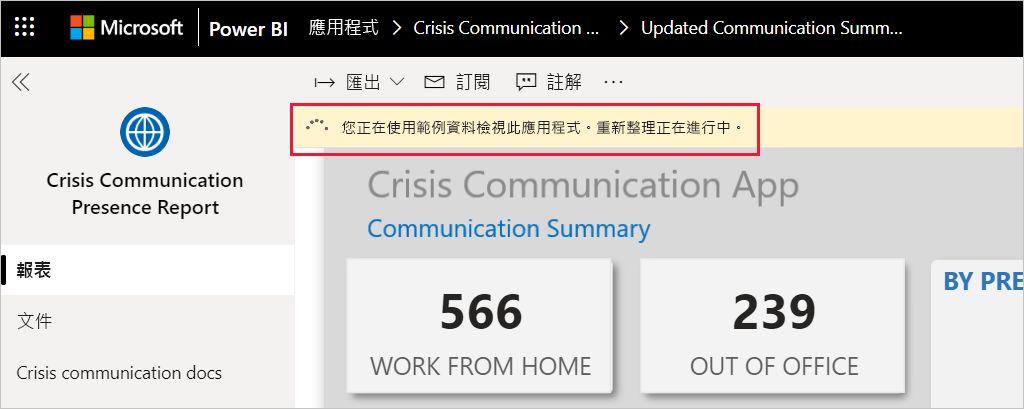 Microsoft Power BI 應用程式 Crisis Communication ... Updated Communication Summ...
匯出 訂閱 註解 ...
您正在使用範例資料檢視此應用程式。重新整理正在進行中。
Crisis Communication
Presence Report
報表
文件
Crisis communication docs
Crisis Communication App
Communication Summary
566
WORK FROM HOME
239
OUT OF OFFICE
BY PRE